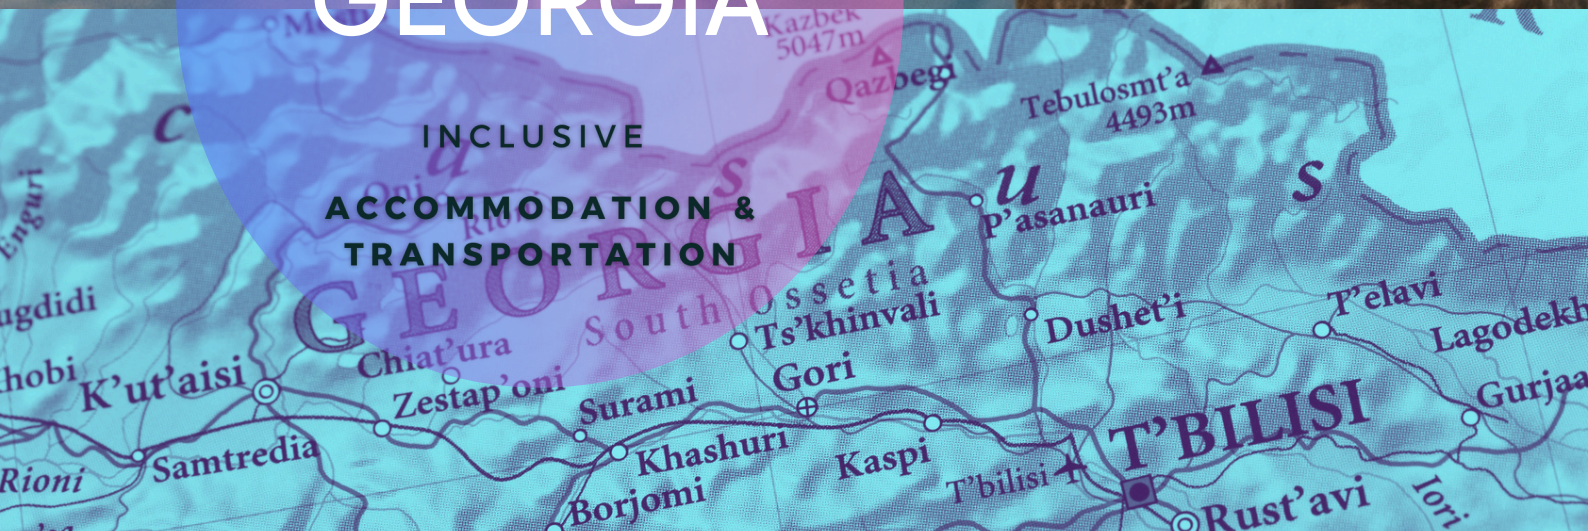 GEORGIA
INCLUSIVE
ACCOMMODATION &
TRANSPORTATION
Kazbek
5047m
Qazbegi
Tebulosmt'a
4493m
C
u
s
u
s
Enguri
Oni
Rioni
P'asanauri
GEORGIA
South Ossetia
Ts'khinvali
Dushet'i
T'elavi
Lagodekh
ugdidi
hobi
K'ut'aisi
Chiat'ura
Zestap'oni
Gori
Surami
Gurjaa
T'BILISI
Samtredia
Khashuri
Kaspi
T'bilisi
Rioni
Borjomi
Rust'avi
Iori